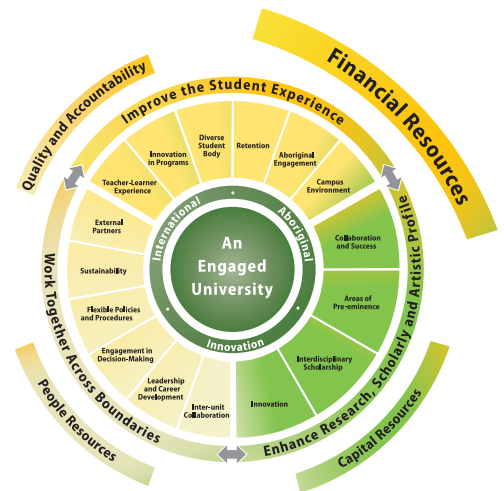 Financial Resources
Quality and Accountability
Improve the Student Experience
Diverse
Student
Body
Retention
Innovation
in Programs
Aboriginal
Engagement
Teacher-Learner
Experience
Campus
Environment
External
Partners
International
Aboriginal
Collaboration
and Success
An
Engaged
University
Sustainability
Areas of
Pre-eminence
Flexible Policies
and Procedures
Innovation
Engagement in
Decision-Making
Interdisciplinary
Scholarship
Leadership
and Career
Development
Inter-unit
Collaboration
Innovation
Work Together Across Boundaries
Enhance Research, Scholarly and Artistic Profile
People Resources
Capital Resources